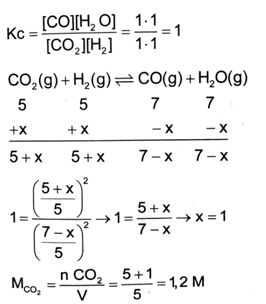 Kc = [CO][H₂O] / [CO₂][H₂] = 1·1 / 1·1 = 1
CO₂(g) + H₂(g) ⇌ CO(g) + H₂O(g)
5 5 7 7
+x +x −x −x
5 + x 5 + x 7 − x 7 − x
1 = ((5 + x)/5)² / ((7 − x)/5)² → 1 = (5 + x)/(7 − x) → x = 1
M_CO₂ = n CO₂ / V = (5 + 1)/5 = 1,2 M